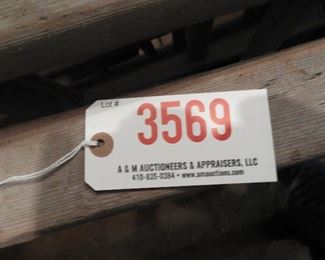 Lot #
3569
A & M AUCTIONEERS & APPRAISERS, LLC
410-835-0384 • www.amauctions.com